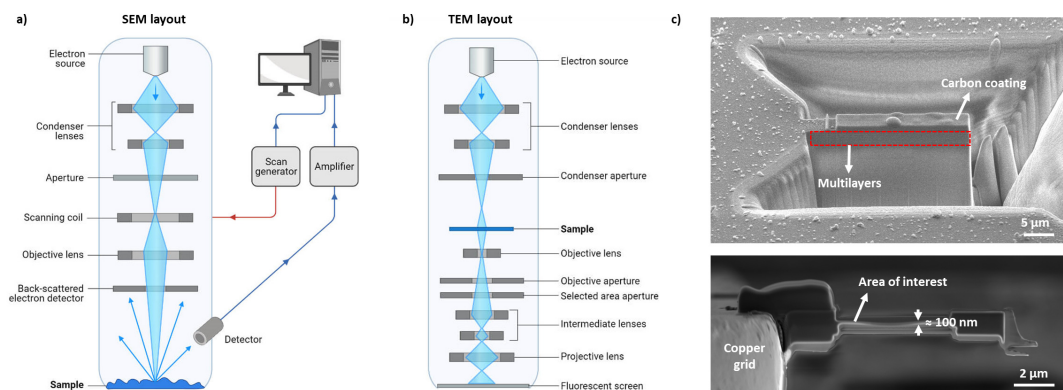 a)
SEM layout
Electron
source
Condenser
lenses
Aperture
Scanning coil
Objective lens
Back-scattered
electron detector
Sample
Scan
generator
Amplifier
Detector
b)
TEM layout
Electron source
Condenser lenses
Condenser aperture
Sample
Objective lens
Objective aperture
Selected area aperture
Intermediate lenses
Projective lens
Fluorescent screen
c)
Carbon coating
Multilayers
5 μm
Area of interest
≈ 100 nm
Copper
grid
2 μm